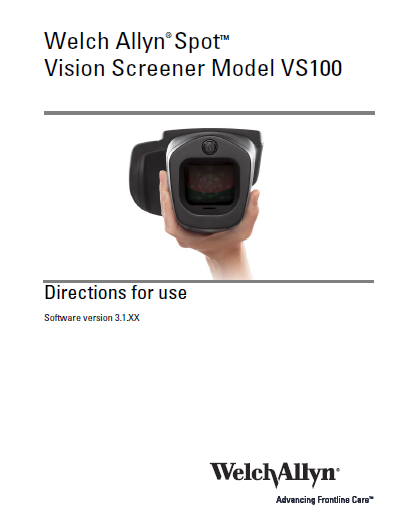 Welch Allyn® Spot™
Vision Screener Model VS100
Directions for use
Software version 3.1.XX
WelchAllyn®
Advancing Frontline Care™